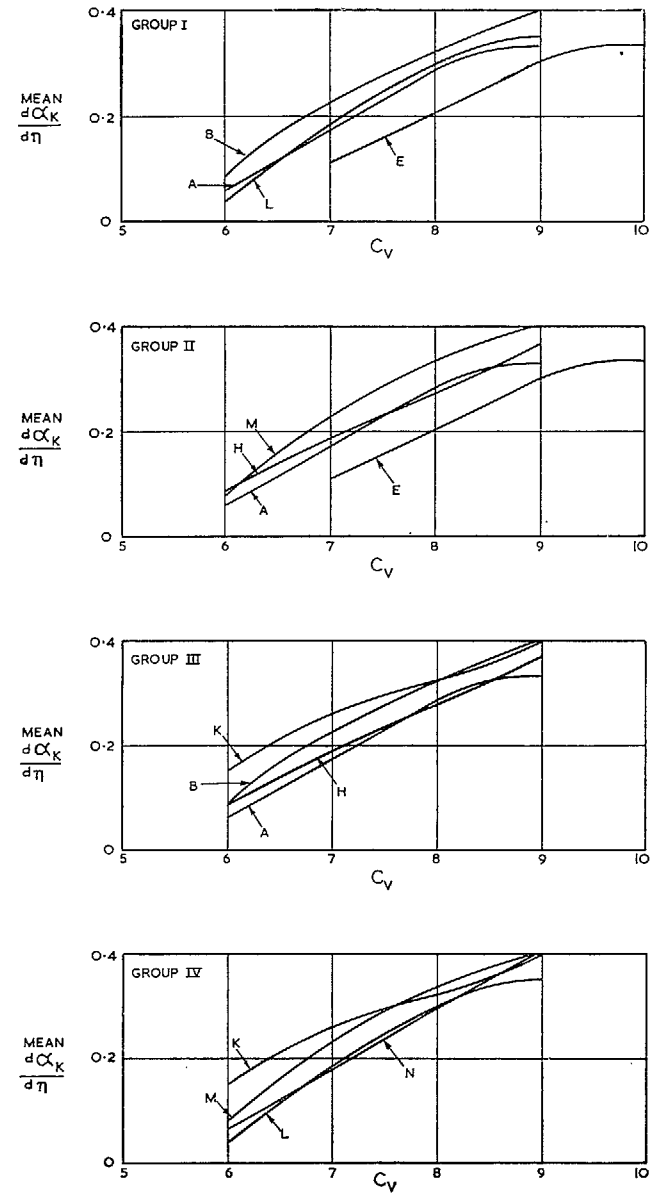 GROUP I
0·4
MEAN
dαK
dη
0·2
B
A
L
E
0
5 6 7 8 9 10
CV
GROUP II
0·4
MEAN
dαK
dη
0·2
M
H
A
E
0
5 6 7 8 9 10
CV
GROUP III
0·4
MEAN
dαK
dη
0·2
K
B
H
A
0
5 6 7 8 9
CV
GROUP IV
0·4
MEAN
dαK
dη
0·2
K
N
M
L
0
5 6 7 8 9 10
CV